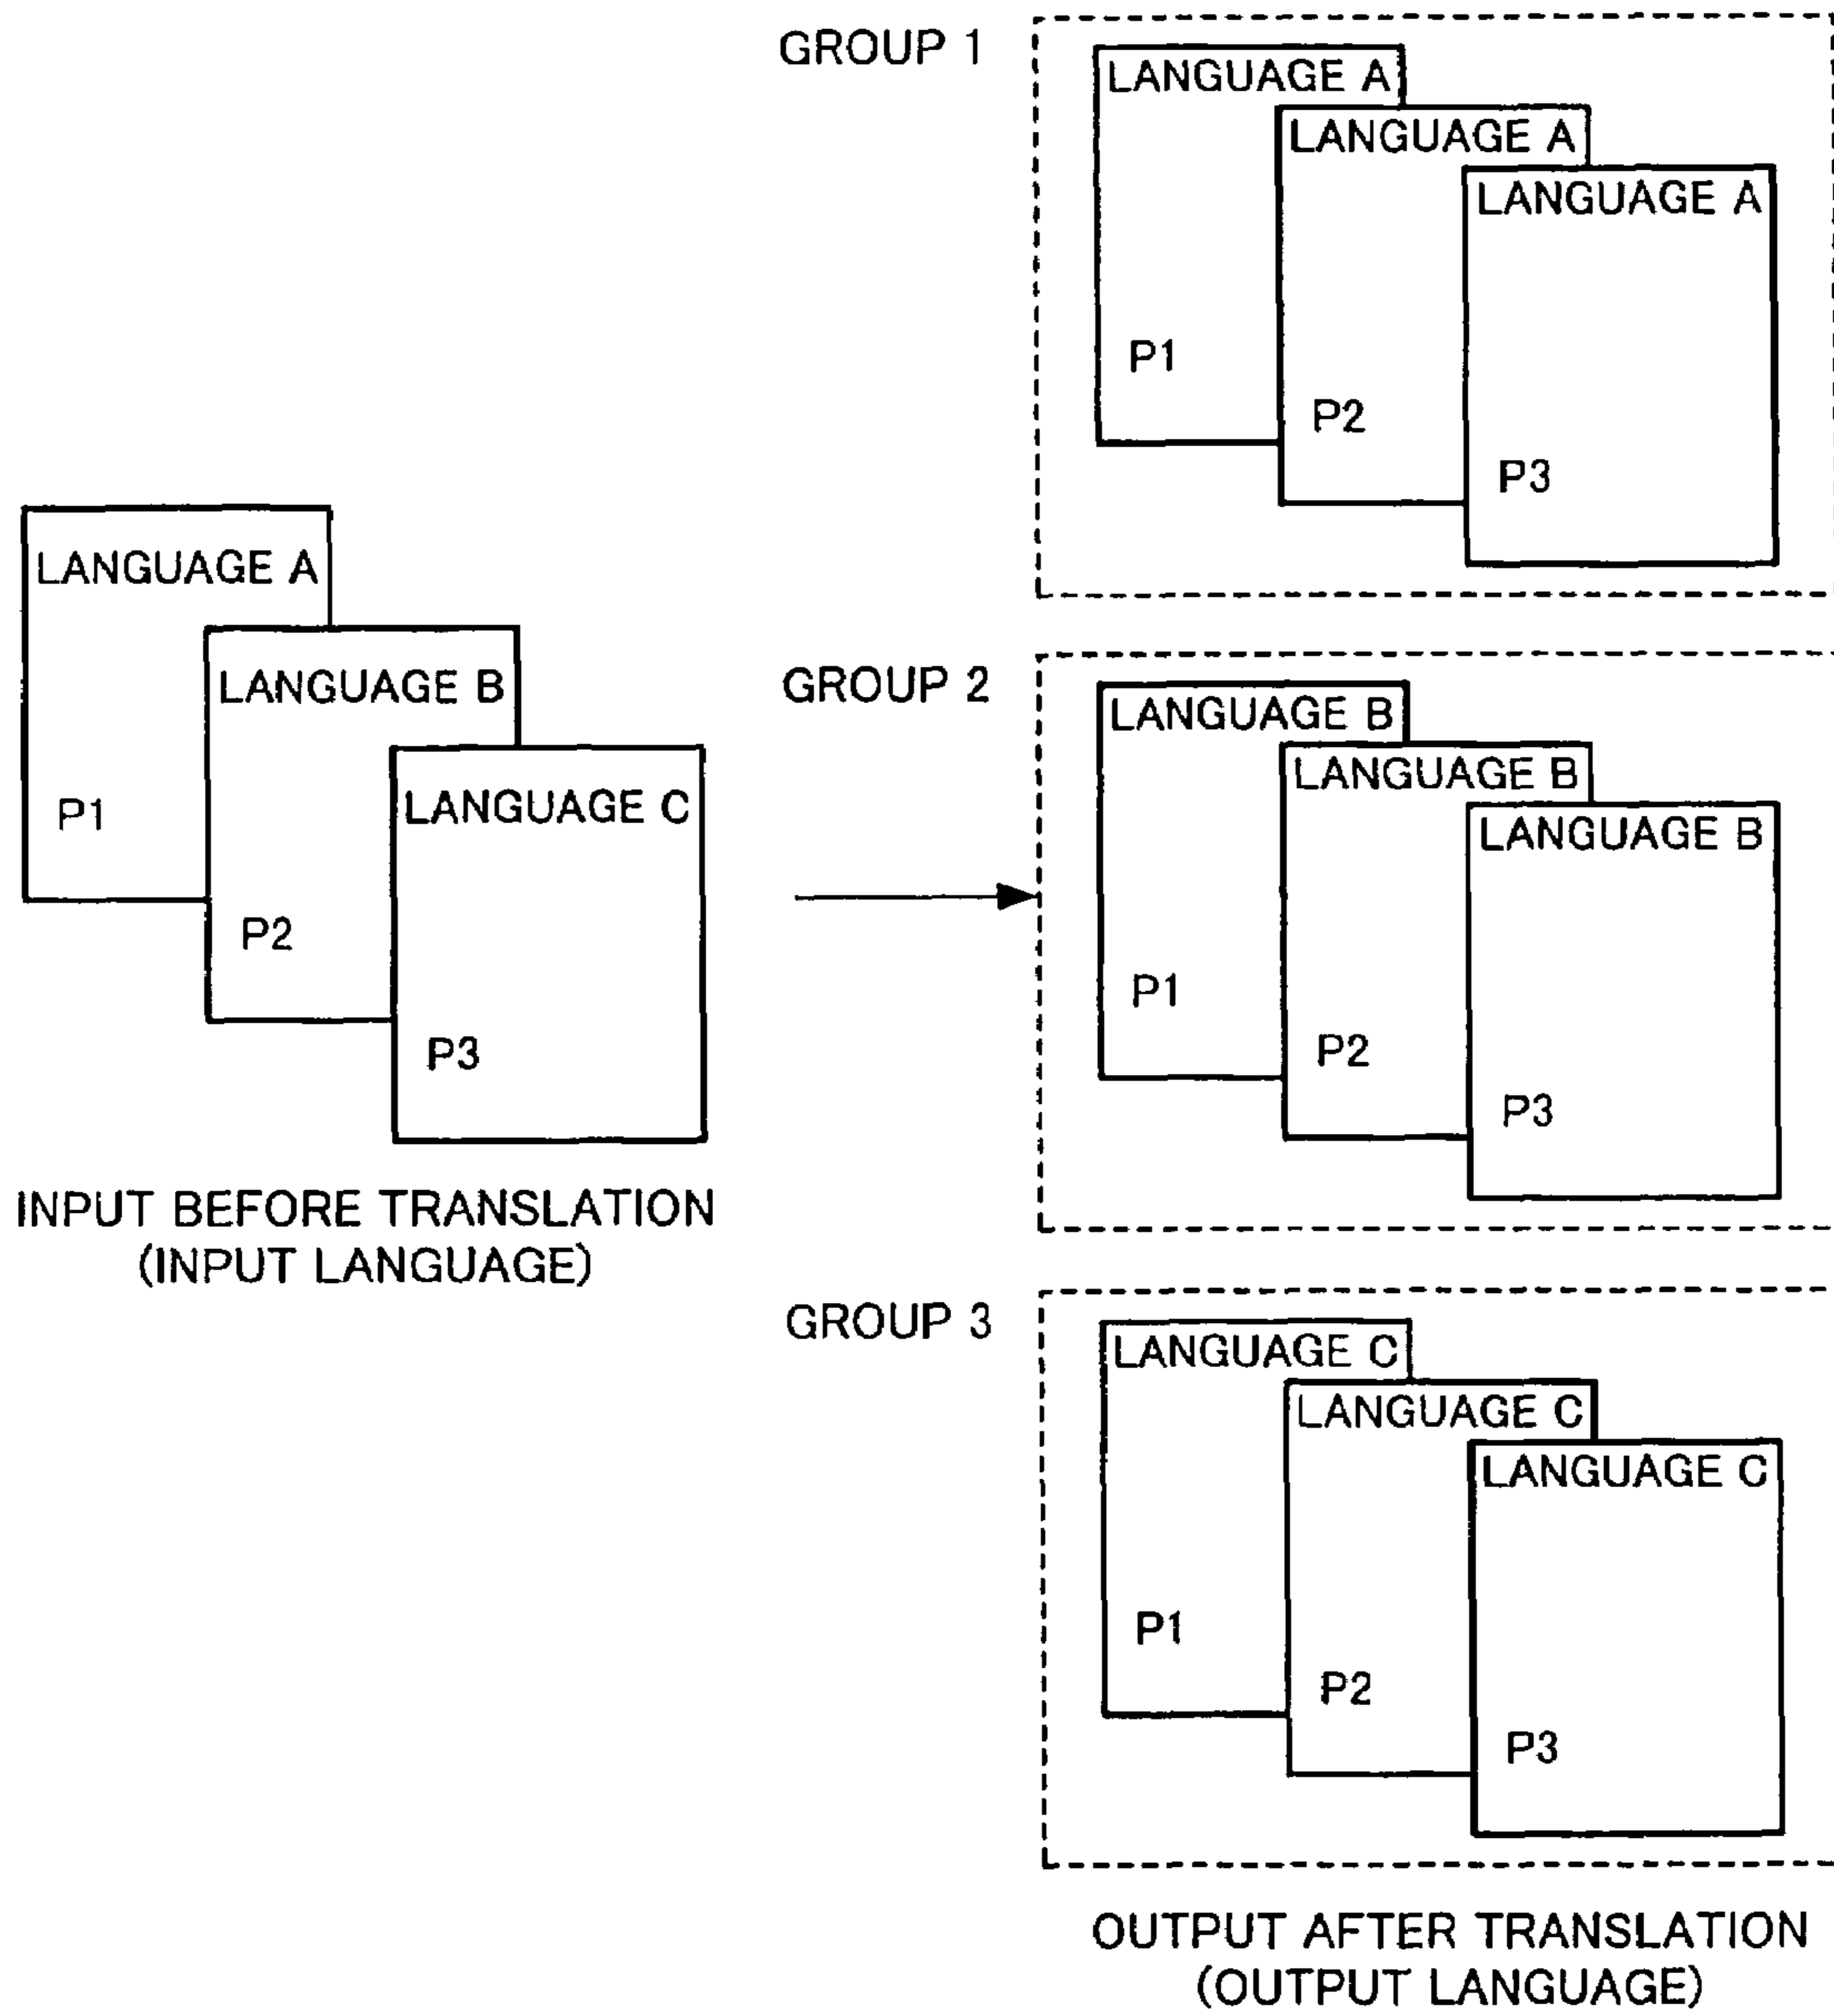 LANGUAGE A
LANGUAGE B
LANGUAGE C
P1
P2
P3
INPUT BEFORE TRANSLATION
(INPUT LANGUAGE)
GROUP 1
LANGUAGE A
LANGUAGE A
LANGUAGE A
P1
P2
P3
GROUP 2
LANGUAGE B
LANGUAGE B
LANGUAGE B
P1
P2
P3
GROUP 3
LANGUAGE C
LANGUAGE C
LANGUAGE C
P1
P2
P3
OUTPUT AFTER TRANSLATION
(OUTPUT LANGUAGE)